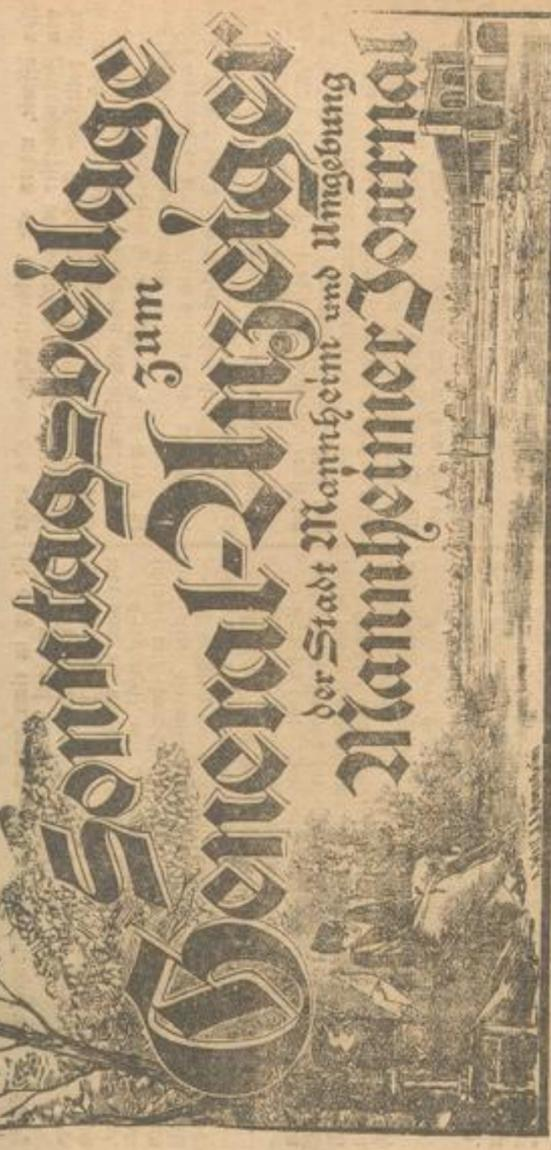 Sonntagsbeilage
zum
General-Anzeiger
der Stadt Mannheim und Umgebung
Mannheimer Journal